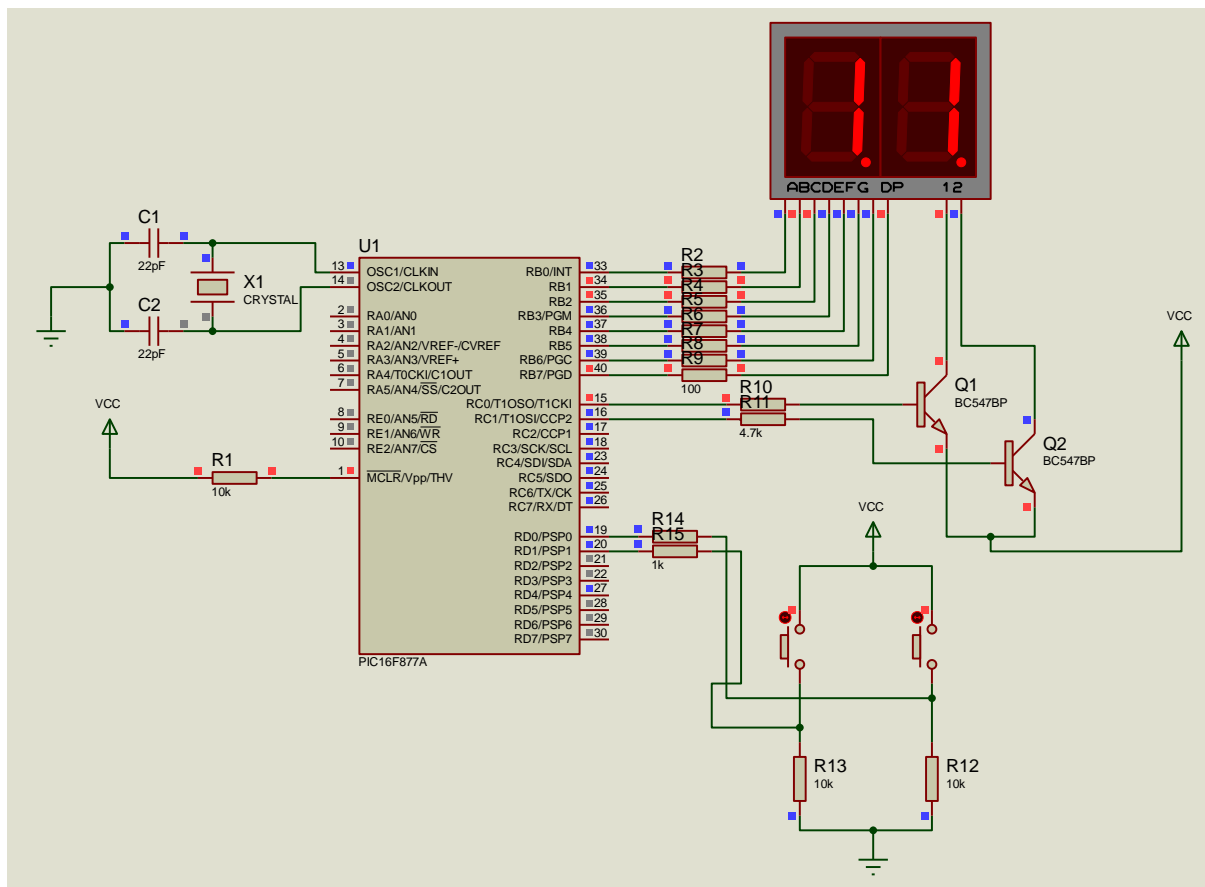 ABCDEFG DP 12
C1
22pF
X1
CRYSTAL
C2
22pF
U1
13
OSC1/CLKIN
14
OSC2/CLKOUT
2
RA0/AN0
3
RA1/AN1
4
RA2/AN2/VREF-/CVREF
5
RA3/AN3/VREF+
6
RA4/T0CKI/C1OUT
7
RA5/AN4/SS/C2OUT
8
RE0/AN5/RD
9
RE1/AN6/WR
10
RE2/AN7/CS
1
MCLR/Vpp/THV
RB0/INT
33
RB1
34
RB2
35
RB3/PGM
36
RB4
37
RB5
38
RB6/PGC
39
RB7/PGD
40
RC0/T1OSO/T1CKI
15
RC1/T1OSI/CCP2
16
RC2/CCP1
17
RC3/SCK/SCL
18
RC4/SDI/SDA
23
RC5/SDO
24
RC6/TX/CK
25
RC7/RX/DT
26
RD0/PSP0
19
RD1/PSP1
20
RD2/PSP2
21
RD3/PSP3
22
RD4/PSP4
27
RD5/PSP5
28
RD6/PSP6
29
RD7/PSP7
30
PIC16F877A
VCC
R1
10k
R2
R3
R4
R5
R6
R7
R8
R9
100
R10
R11
4.7k
Q1
BC547BP
Q2
BC547BP
VCC
R14
R15
1k
VCC
R13
10k
R12
10k
1.1.